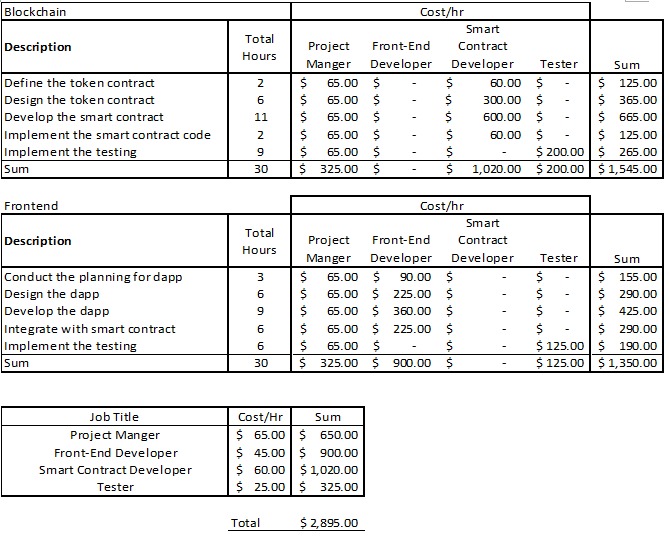 Blockchain Cost/hr
Description Total Hours Project Manger Front-End Developer Smart Contract Developer Tester Sum
Define the token contract 2 $ 65.00 $ - $ 60.00 $ - $ 125.00
Design the token contract 6 $ 65.00 $ - $ 300.00 $ - $ 365.00
Develop the smart contract 11 $ 65.00 $ - $ 600.00 $ - $ 665.00
Implement the smart contract code 2 $ 65.00 $ - $ 60.00 $ - $ 125.00
Implement the testing 9 $ 65.00 $ - $ - $ 200.00 $ 265.00
Sum 30 $ 325.00 $ - $ 1,020.00 $ 200.00 $ 1,545.00
Frontend Cost/hr
Description Total Hours Project Manger Front-End Developer Smart Contract Developer Tester Sum
Conduct the planning for dapp 3 $ 65.00 $ 90.00 $ - $ - $ 155.00
Design the dapp 6 $ 65.00 $ 225.00 $ - $ - $ 290.00
Develop the dapp 9 $ 65.00 $ 360.00 $ - $ - $ 425.00
Integrate with smart contract 6 $ 65.00 $ 225.00 $ - $ - $ 290.00
Implement the testing 6 $ 65.00 $ - $ - $ 125.00 $ 190.00
Sum 30 $ 325.00 $ 900.00 $ - $ 125.00 $ 1,350.00
Job Title Cost/Hr Sum
Project Manger $ 65.00 $ 650.00
Front-End Developer $ 45.00 $ 900.00
Smart Contract Developer $ 60.00 $ 1,020.00
Tester $ 25.00 $ 325.00
Total $ 2,895.00